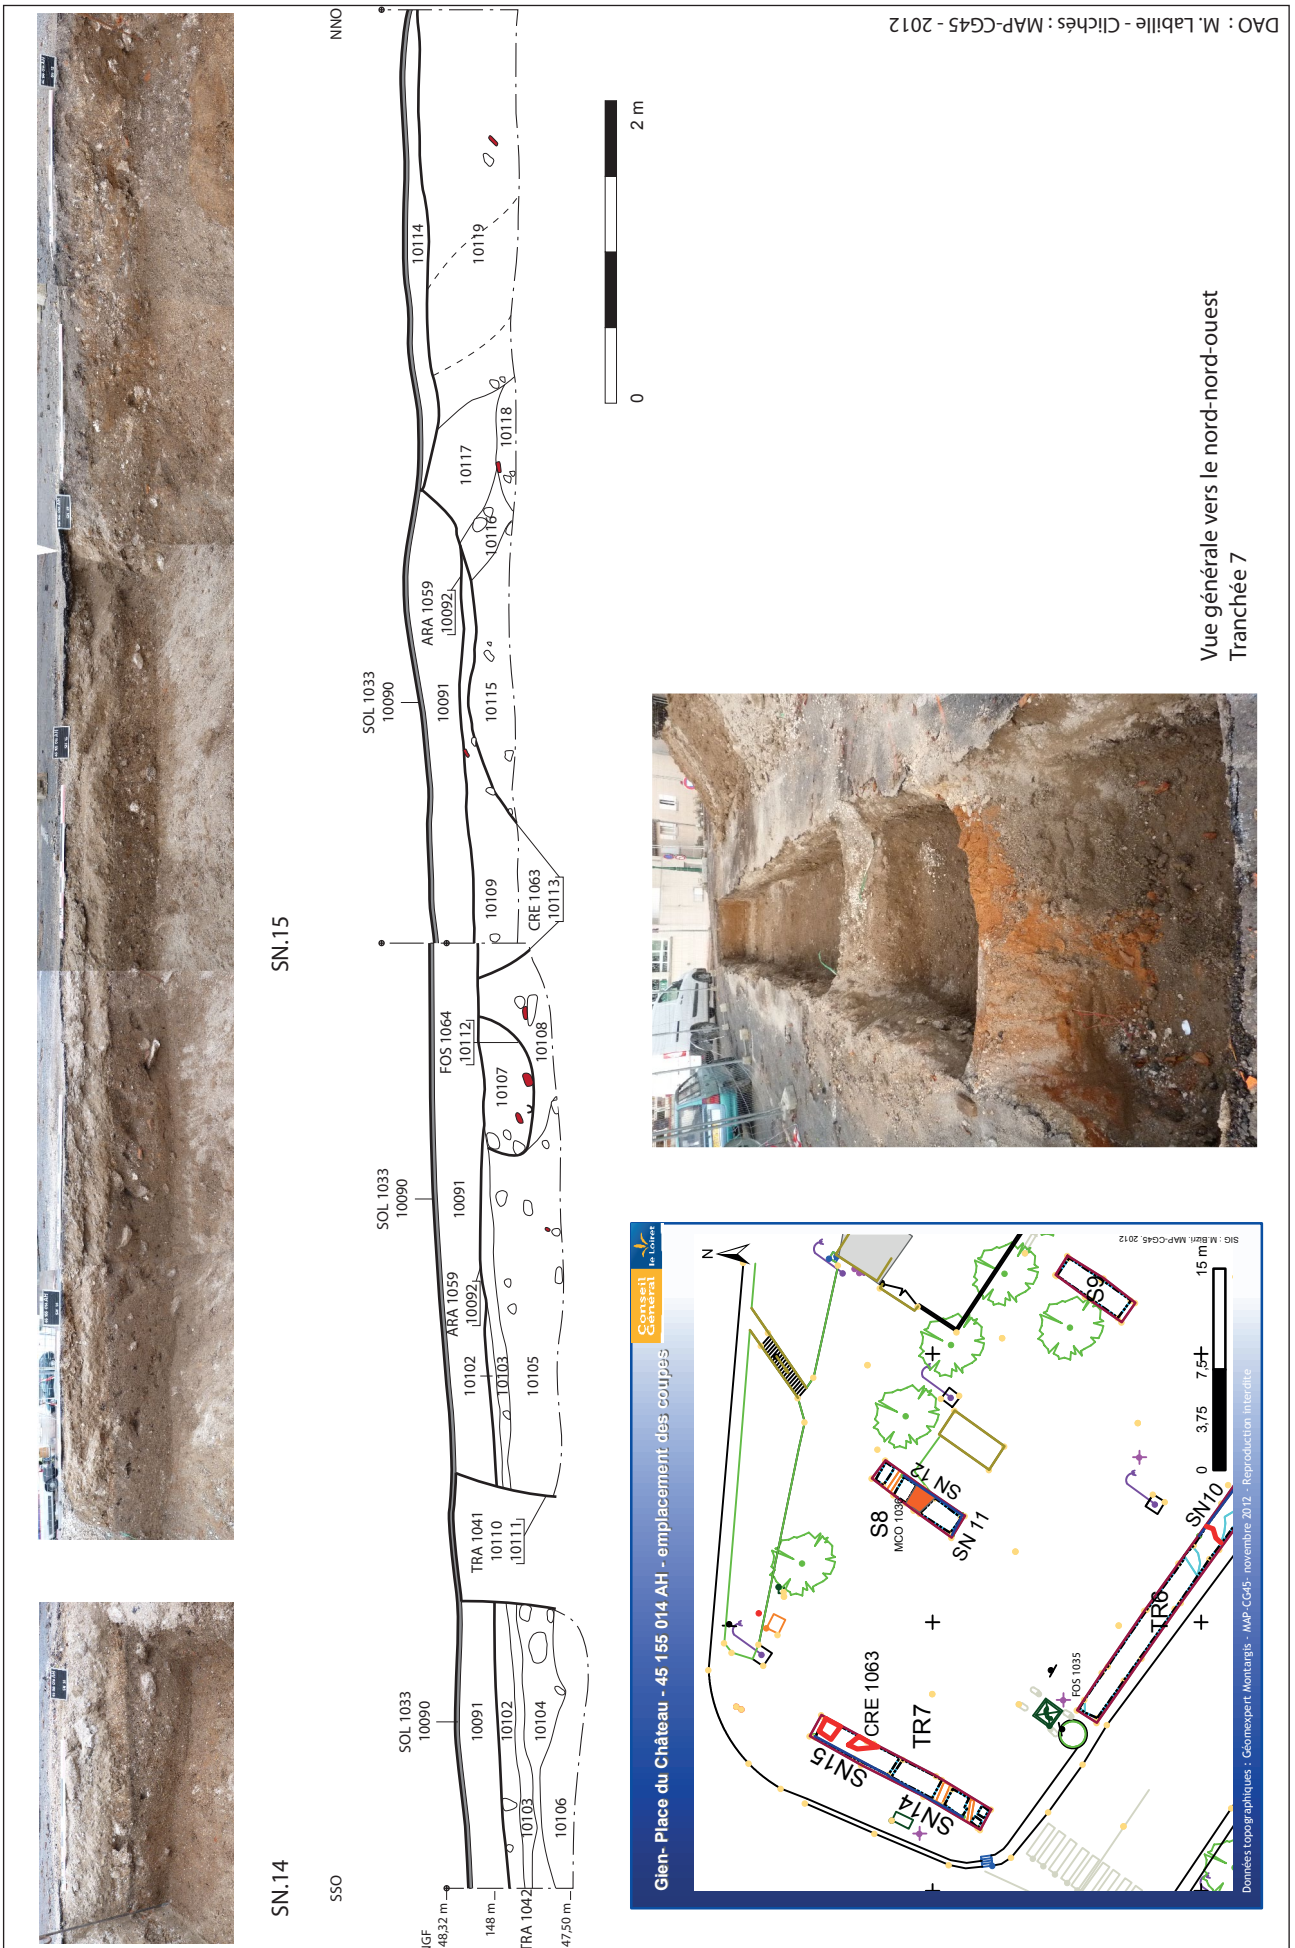 SN.14
SN.15
SSO
NNO
NGF
48,32 m
148 m
TRA 1042
47,50 m
SOL 1033
10090
10091
10102
10103
10104
10106
TRA 1041
10110
10111
SOL 1033
10090
10091
ARA 1059
10092
10102
10103
10105
FOS 1064
10112
10107
10108
CRE 1063
10113
10109
SOL 1033
10090
10091
ARA 1059
10092
10115
10116
10117
10118
10114
10119
0
2 m
Vue générale vers le nord-nord-ouest
Tranchée 7
Gien- Place du Château - 45 155 014 AH - emplacement des coupes
Conseil
Général
le Loiret
N
SN15
CRE 1063
TR7
SN14
S8
MCO 1036
SN 12
SN 11
S9
TR6
SN10
FOS 1035
0
3,75
7,5
15 m
SIG : M.Bizri. MAP-CG45. 2012
Données topographiques : Géomexpert Montargis - MAP-CG45- novembre 2012 - Reproduction interdite
DAO : M. Labille - Clichés : MAP-CG45 - 2012